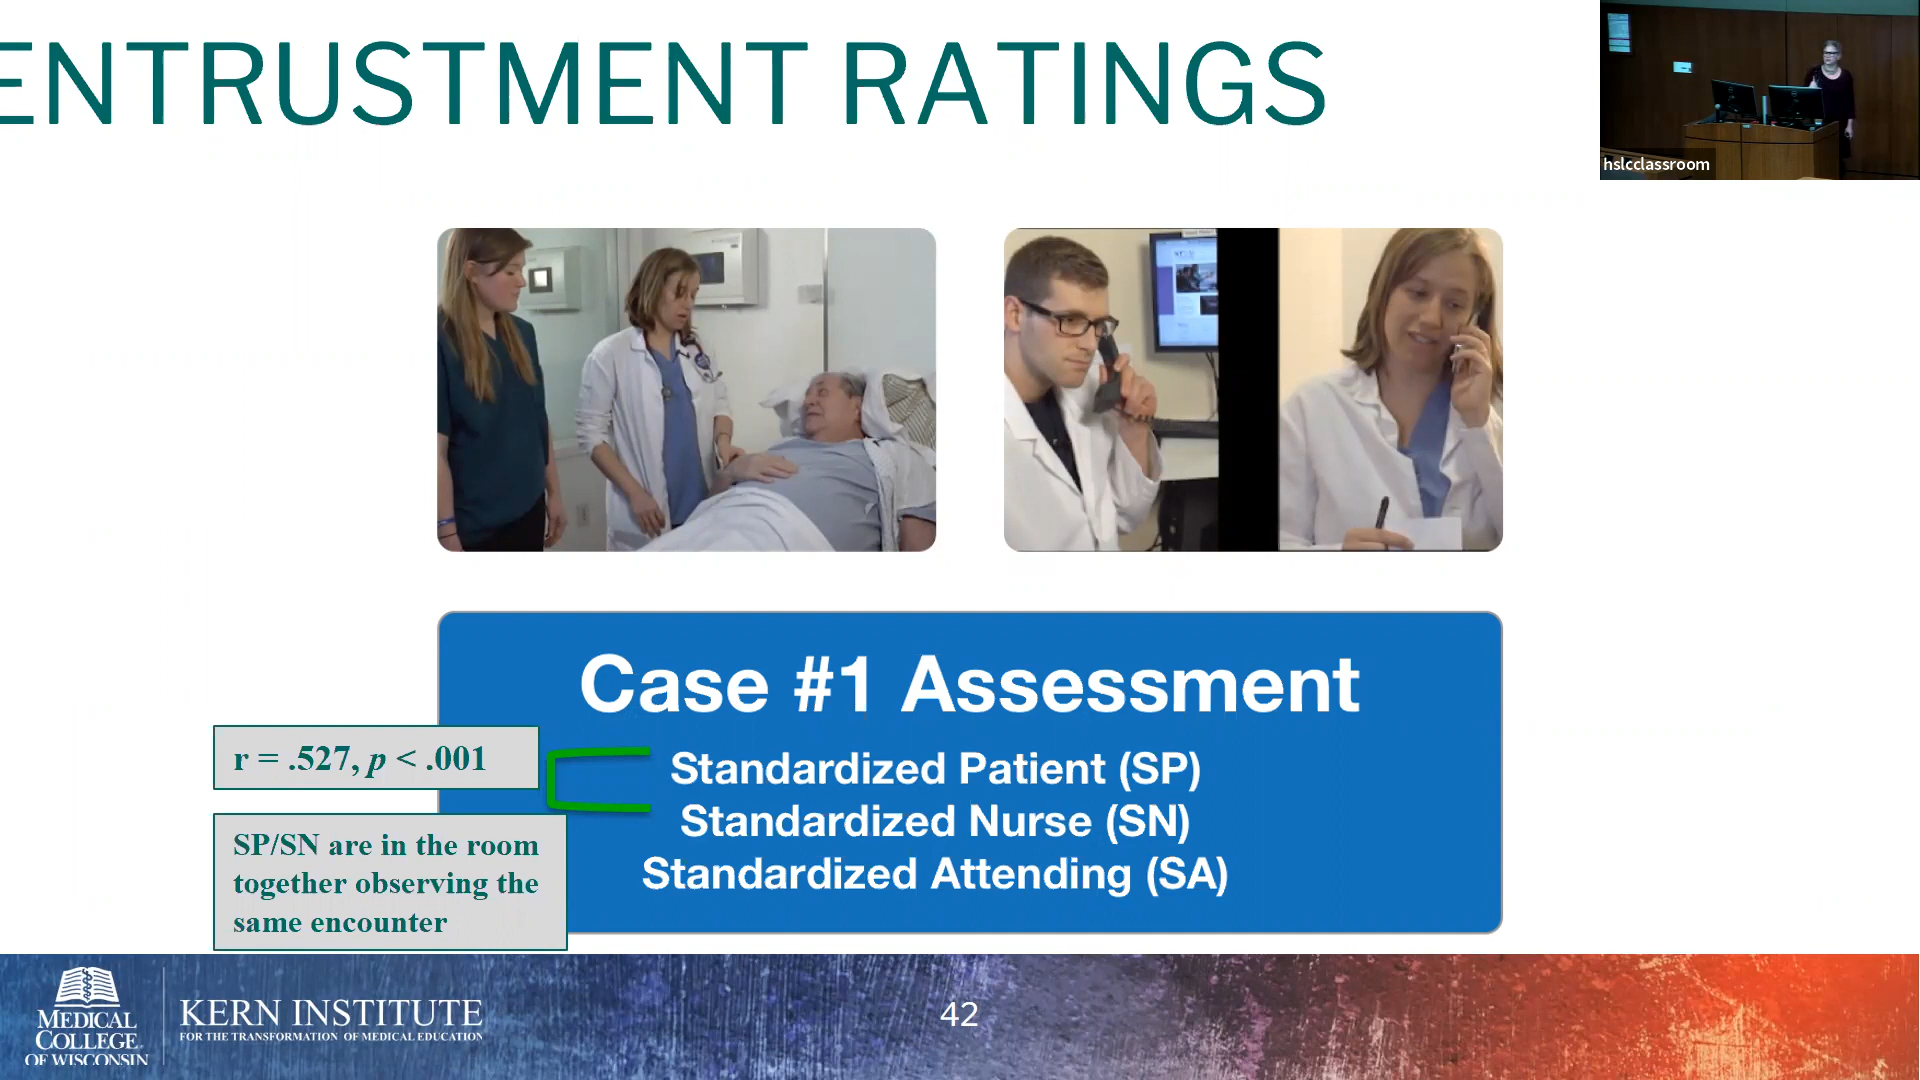 ENTRUSTMENT RATINGS
hslcclassroom
Case #1 Assessment
r = .527, p < .001
Standardized Patient (SP)
Standardized Nurse (SN)
Standardized Attending (SA)
SP/SN are in the room
together observing the
same encounter
MEDICAL
COLLEGE
OF WISCONSIN
KERN INSTITUTE
FOR THE TRANSFORMATION OF MEDICAL EDUCATION
42